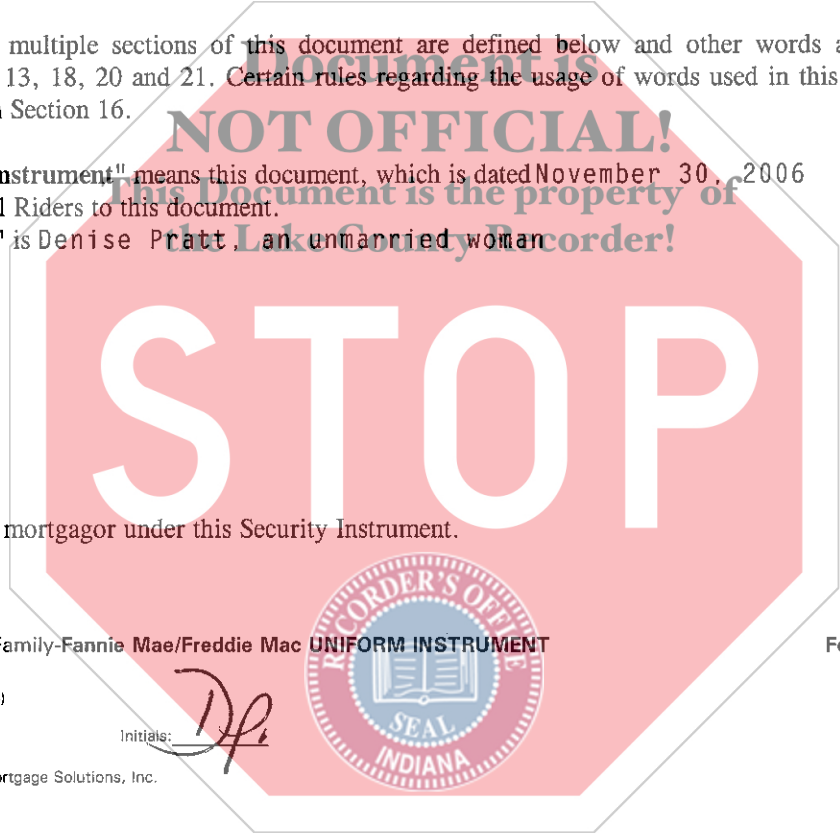 multiple sections of this document are defined below and other words
13, 18, 20 and 21. Certain rules regarding the usage of words used in this
Section 16.
Document is
NOT OFFICIAL!
This Document is the property of
the Lake County Recorder!
nstrument" means this document, which is dated November 30, 2006
Riders to this document.
is Denise Pratt, an unmarried woman
STOP
mortgagor under this Security Instrument.
Family-Fannie Mae/Freddie Mac UNIFORM INSTRUMENT
Initials: DP.
rtgage Solutions, Inc.
RECORDER'S OFFICE
SEAL
INDIANA